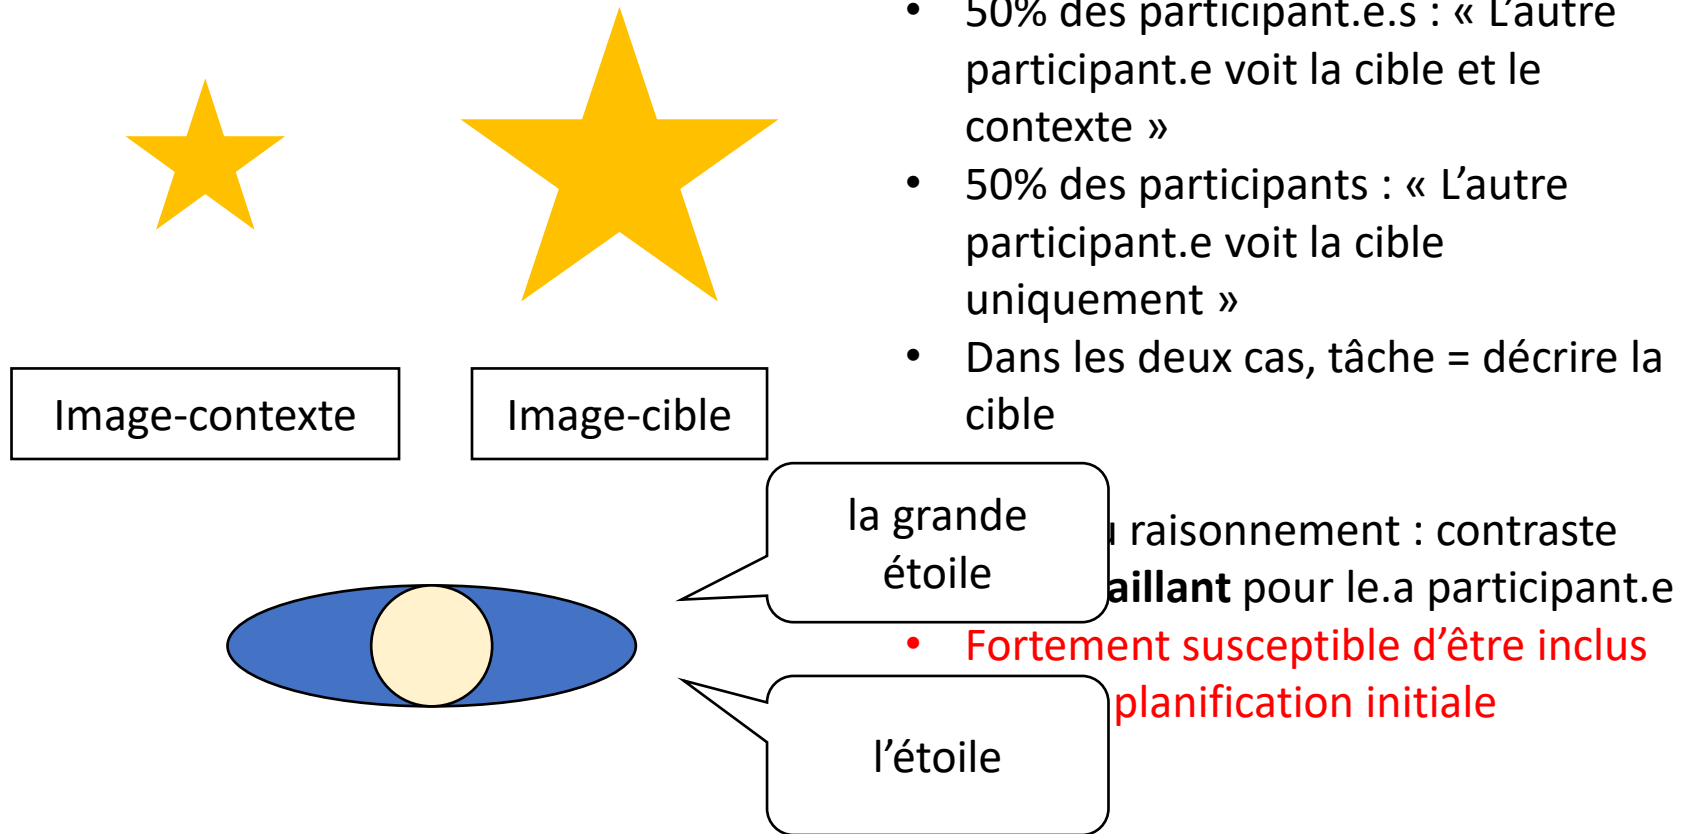 • 50% des participant.e.s : « L’autre
participant.e voit la cible et le
contexte »
• 50% des participants : « L’autre
participant.e voit la cible
uniquement »
• Dans les deux cas, tâche = décrire la
cible
Image-contexte
Image-cible
la grande
étoile
raisonnement : contraste
aillant pour le.a participant.e
• Fortement susceptible d’être inclus
planification initiale
l’étoile